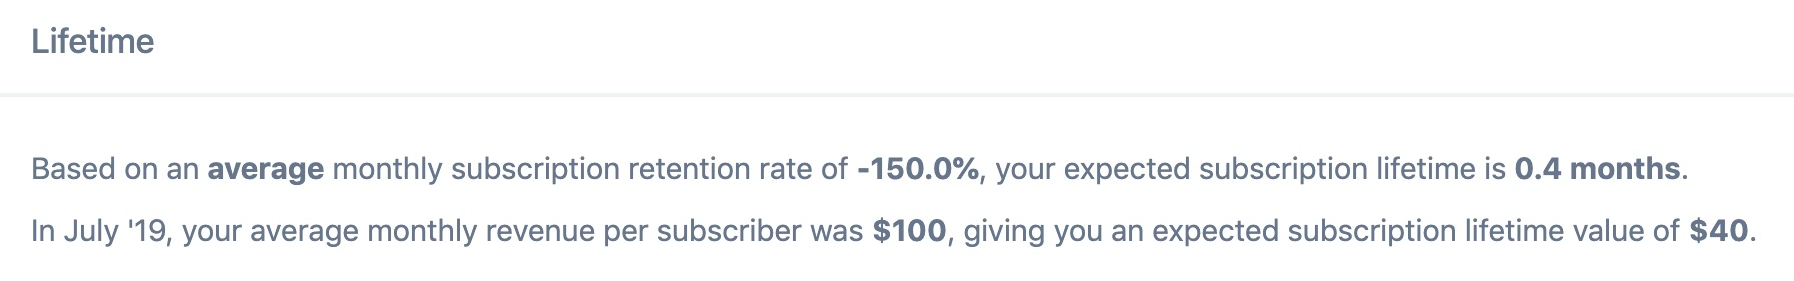 Lifetime
Based on an average monthly subscription retention rate of -150.0%, your expected subscription lifetime is 0.4 months.
In July '19, your average monthly revenue per subscriber was $100, giving you an expected subscription lifetime value of $40.